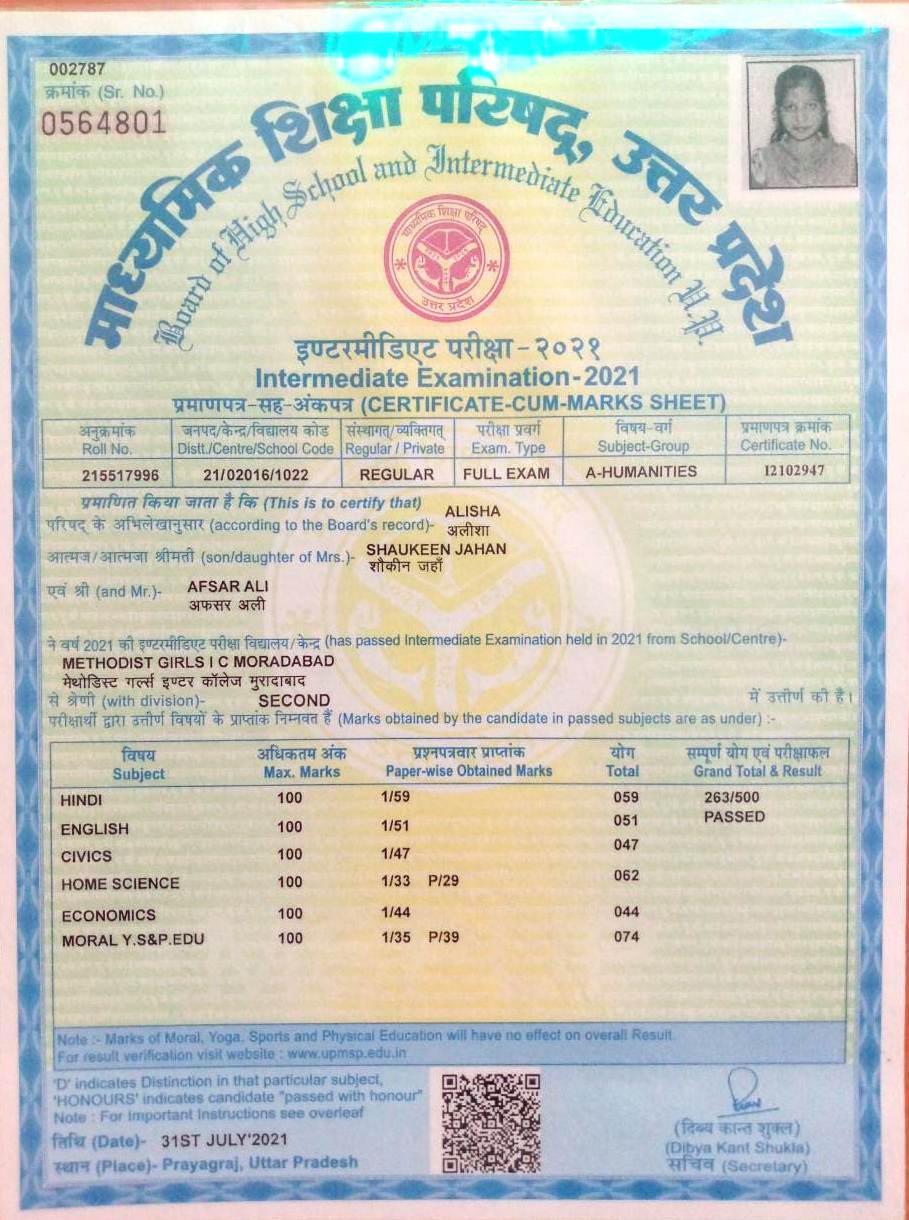 002787
क्रमांक (Sr. No.)
0564801
माध्यमिक शिक्षा परिषद्, उत्तर प्रदेश
Board of High School and Intermediate Education U.P.
माध्यमिक शिक्षा परिषद्
उत्तर प्रदेश
इण्टरमीडिएट परीक्षा-२०२१
Intermediate Examination-2021
प्रमाणपत्र-सह-अंकपत्र (CERTIFICATE-CUM-MARKS SHEET)
अनुक्रमांक जनपद/केन्द्र/विद्यालय कोड संस्थागत/व्यक्तिगत् परीक्षा प्रवर्ग विषय-वर्ग प्रमाणपत्र क्रमांक
Roll No. Distt./Centre/School Code Regular / Private Exam. Type Subject-Group Certificate No.
215517996 21/02016/1022 REGULAR FULL EXAM A-HUMANITIES 12102947
प्रमाणित किया जाता है कि (This is to certify that)
परिषद् के अभिलेखानुसार (according to the Board's record)- ALISHA
अलीशा
आत्मज/आत्मजा श्रीमती (son/daughter of Mrs.)- SHAUKEEN JAHAN
शौकीन जहाँ
एवं श्री (and Mr.)- AFSAR ALI
अफसर अली
ने वर्ष 2021 की इण्टरमीडिएट परीक्षा विद्यालय/केन्द्र (has passed Intermediate Examination held in 2021 from School/Centre)-
METHODIST GIRLS I C MORADABAD
मेथोडिस्ट गर्ल्स इण्टर कॉलेज मुरादाबाद
से श्रेणी (with division)- SECOND में उत्तीर्ण की है।
परीक्षार्थी द्वारा उत्तीर्ण विषयों के प्राप्तांक निम्नवत हैं (Marks obtained by the candidate in passed subjects are as under) :-
विषय अधिकतम अंक प्रश्नपत्रवार प्राप्तांक योग सम्पूर्ण योग एवं परीक्षाफल
Subject Max. Marks Paper-wise Obtained Marks Total Grand Total & Result
HINDI 100 1/59 059 263/500
ENGLISH 100 1/51 051 PASSED
CIVICS 100 1/47 047
HOME SCIENCE 100 1/33 P/29 062
ECONOMICS 100 1/44 044
MORAL Y.S&P.EDU 100 1/35 P/39 074
Note :- Marks of Moral, Yoga. Sports and Physical Education will have no effect on overall Result.
For result verification visit website : www.upmsp.edu.in
'D' indicates Distinction in that particular subject,
'HONOURS' indicates candidate "passed with honour"
Note : For Important Instructions see overleaf
तिथि (Date)- 31ST JULY'2021
स्थान (Place)- Prayagraj, Uttar Pradesh
(दिब्य कान्त शुक्ल)
(Dibya Kant Shukla)
सचिव (Secretary)